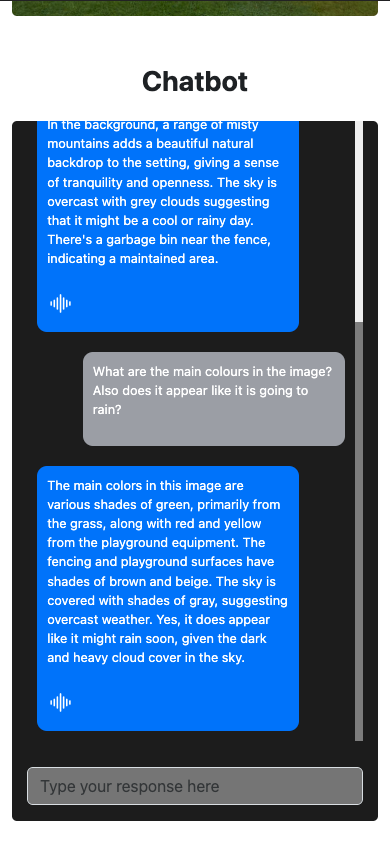 Chatbot
In the background, a range of misty
mountains adds a beautiful natural
backdrop to the setting, giving a sense
of tranquility and openness. The sky is
overcast with grey clouds suggesting
that it might be a cool or rainy day.
There's a garbage bin near the fence,
indicating a maintained area.
What are the main colours in the image?
Also does it appear like it is going to
rain?
The main colors in this image are
various shades of green, primarily from
the grass, along with red and yellow
from the playground equipment. The
fencing and playground surfaces have
shades of brown and beige. The sky is
covered with shades of gray, suggesting
overcast weather. Yes, it does appear
like it might rain soon, given the dark
and heavy cloud cover in the sky.
Type your response here